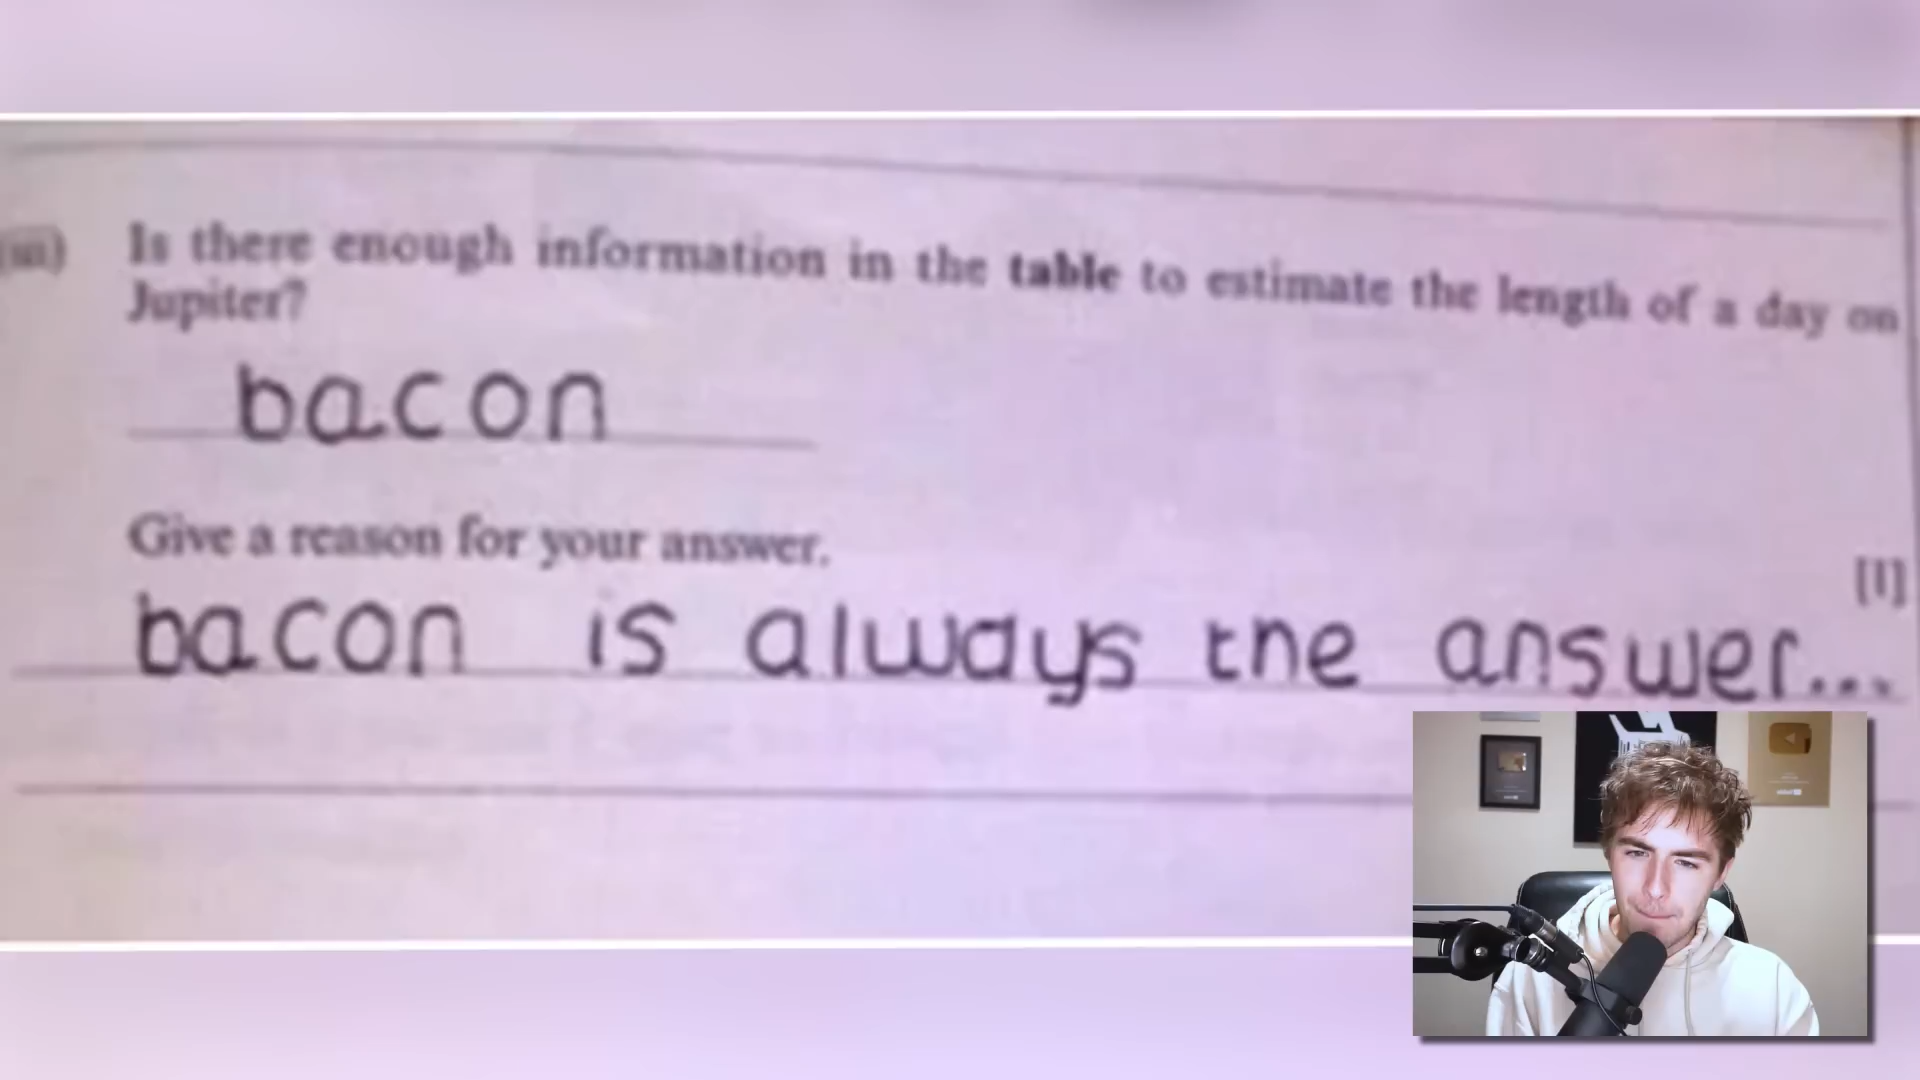 (iii) Is there enough information in the table to estimate the length of a day on
Jupiter?
bacon
Give a reason for your answer.
[1]
bacon is always the answer...